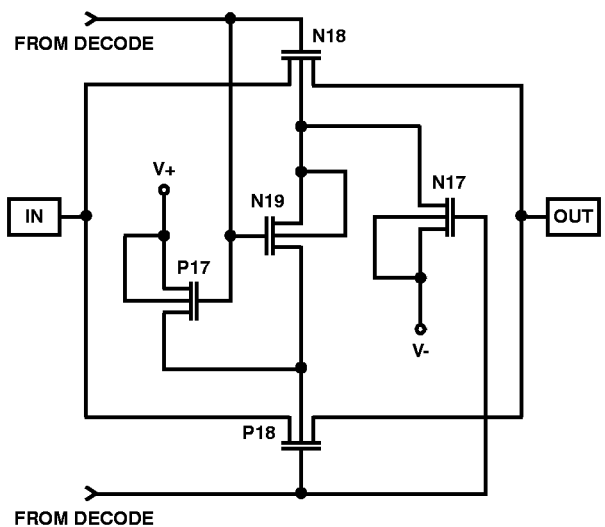 FROM DECODE
N18
V+
N19
N17
IN
OUT
P17
V-
P18
FROM DECODE